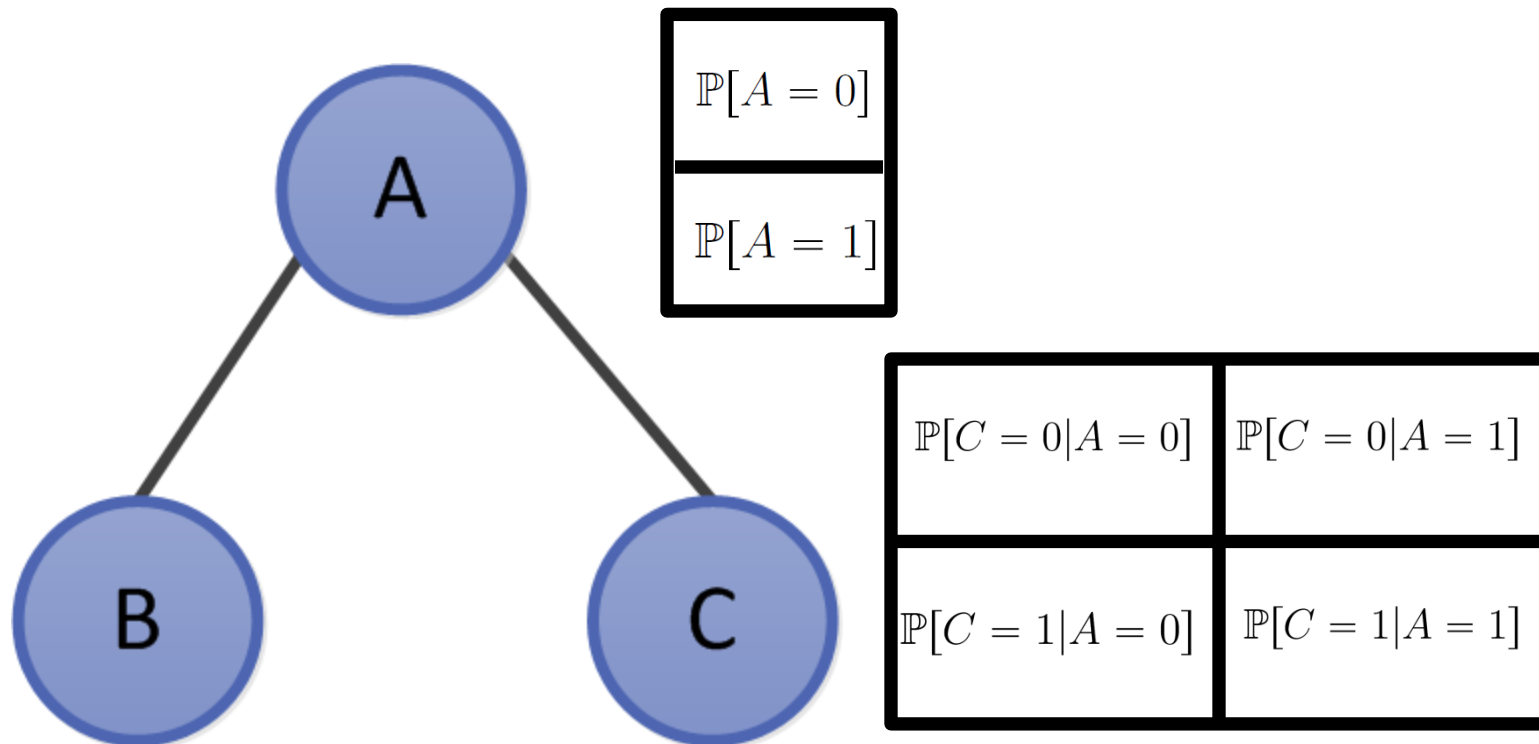 A
ℙ[A = 0]
ℙ[A = 1]
ℙ[C = 0|A = 0] ℙ[C = 0|A = 1]
ℙ[C = 1|A = 0] ℙ[C = 1|A = 1]
B
C